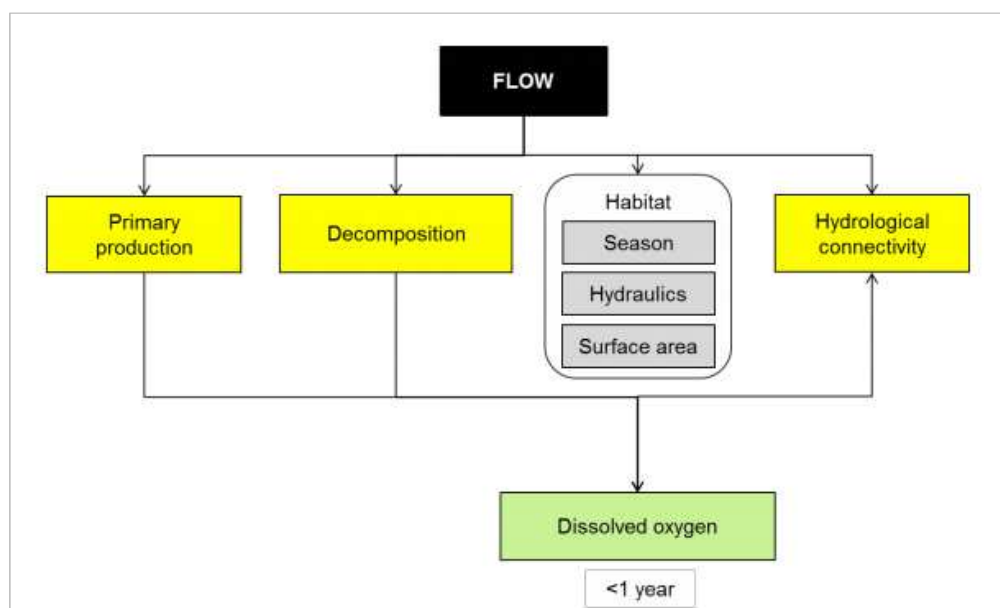 FLOW
Primary
production
Decomposition
Habitat
Season
Hydraulics
Surface area
Hydrological
connectivity
Dissolved oxygen
<1 year